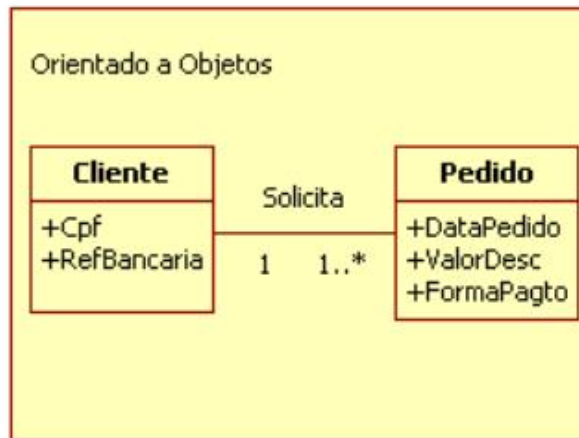 Orientado a Objetos
Cliente
+Cpf
+RefBancaria
Solicita
1 1..*
Pedido
+DataPedido
+ValorDesc
+FormaPagto